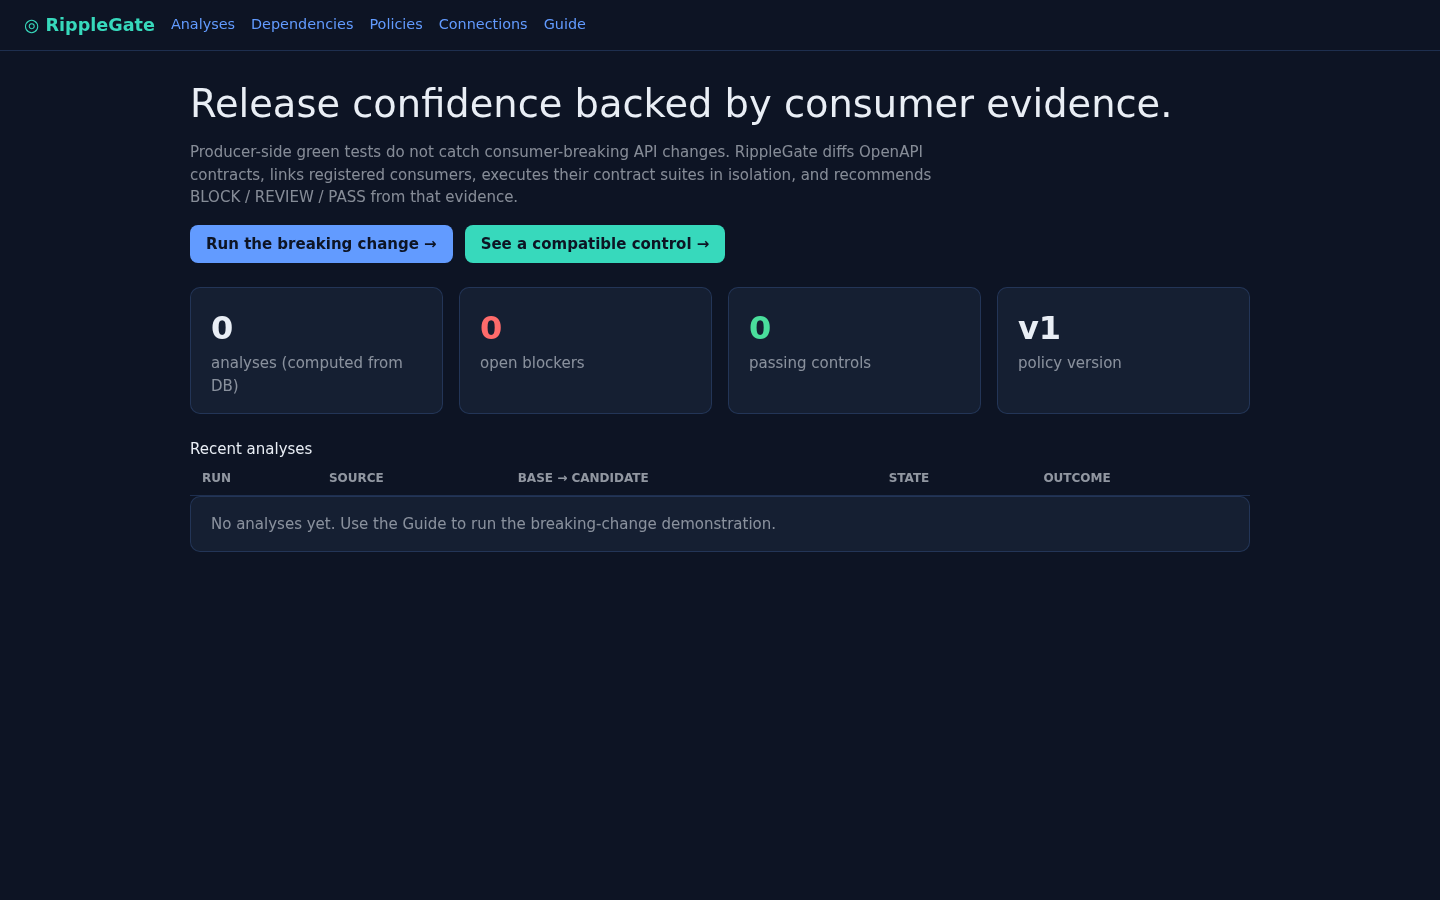 ◎ RippleGate Analyses Dependencies Policies Connections Guide
Release confidence backed by consumer evidence.
Producer-side green tests do not catch consumer-breaking API changes. RippleGate diffs OpenAPI
contracts, links registered consumers, executes their contract suites in isolation, and recommends
BLOCK / REVIEW / PASS from that evidence.
Run the breaking change → See a compatible control →
0
analyses (computed from
DB)
0
open blockers
0
passing controls
v1
policy version
Recent analyses
RUN SOURCE BASE → CANDIDATE STATE OUTCOME
No analyses yet. Use the Guide to run the breaking-change demonstration.